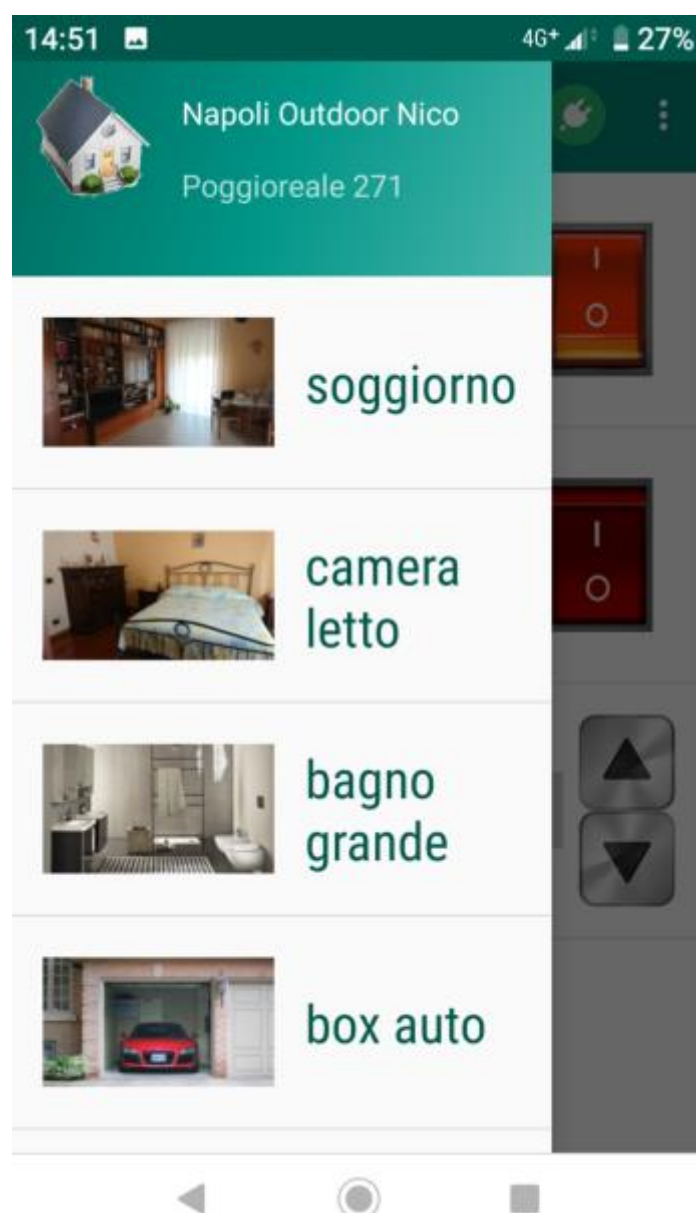 14:51 4G+ 27%
Napoli Outdoor Nico
Poggioreale 271
I
O
soggiorno
camera
letto
I
O
bagno
grande
box auto